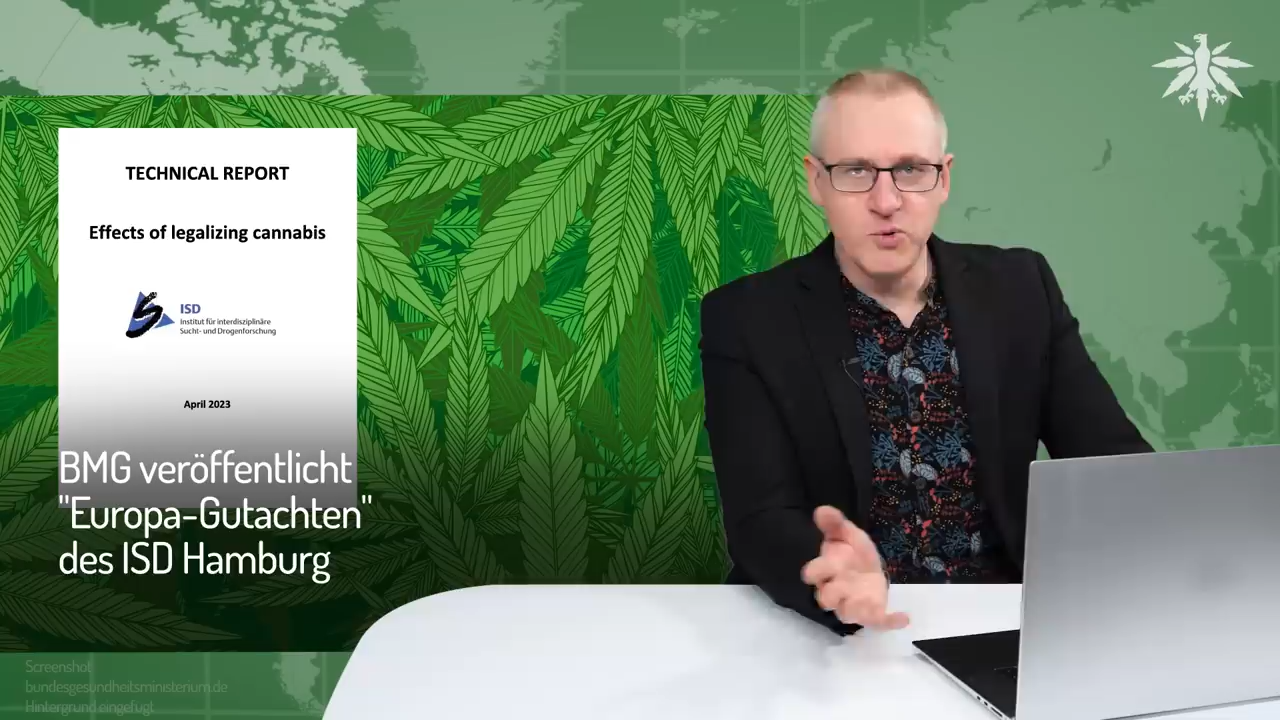 TECHNICAL REPORT
Effects of legalizing cannabis
ISD
Institut für interdisziplinäre
Sucht- und Drogenforschung
April 2023
BMG veröffentlicht
"Europa-Gutachten"
des ISD Hamburg
Screenshot
bundesgesundheitsministerium.de
Hintergrund eingefügt